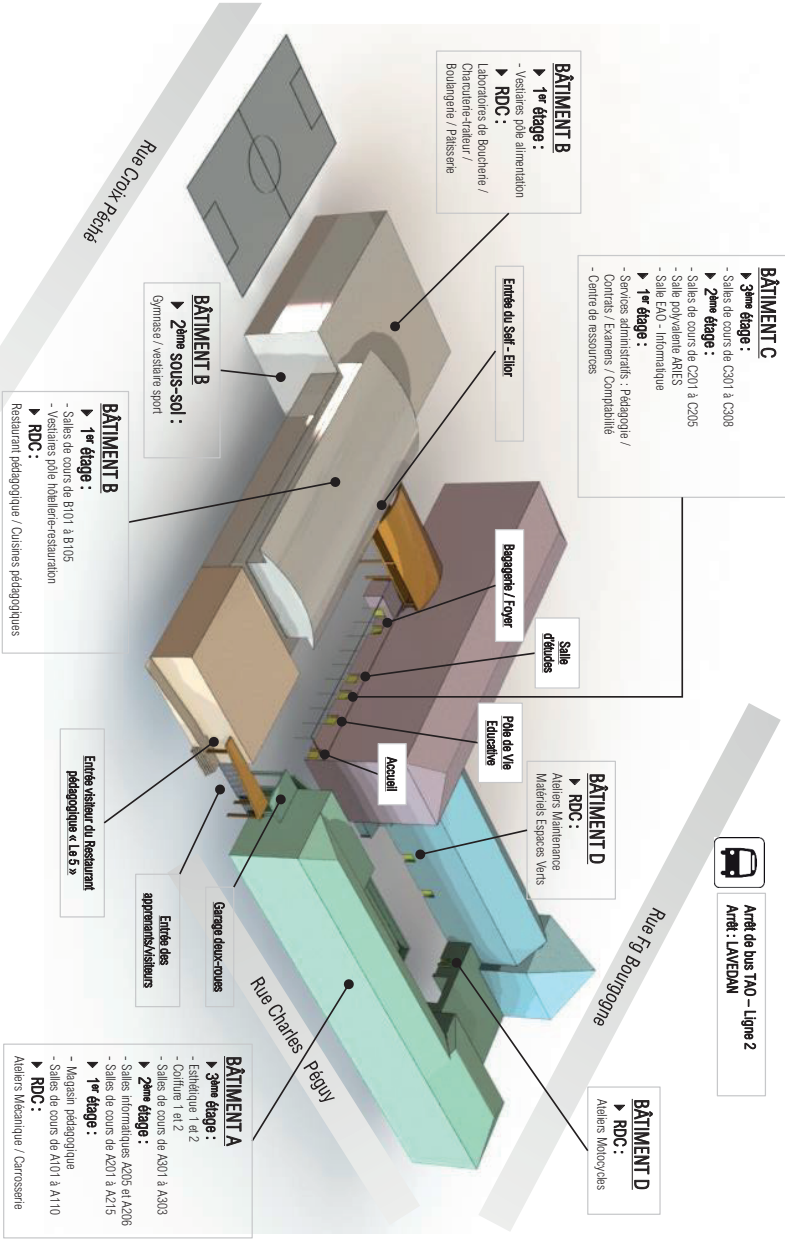 BÂTIMENT B
▶ 1er étage :
- Vestiaires pôle alimentation
▶ RDC :
Laboratoires de Boucherie /
Charcuterie-traiteur /
Boulangerie / Pâtisserie
BÂTIMENT C
▶ 3ème étage :
- Salles de cours de C301 à C308
▶ 2ème étage :
- Salles de cours de C201 à C205
- Salle polyvalente ARIES
- Salle EAO - Informatique
▶ 1er étage :
- Services administratifs : Pédagogie /
Contrats / Examens / Comptabilité
- Centre de ressources
Arrêt de bus TAO – Ligne 2
Arrêt : LAVEDAN
Rue Croix Péché
Entrée du Self - Elior
Bagagerie / Foyer
Salle
d'études
Pôle de Vie
Educative
Accueil
BÂTIMENT D
▶ RDC :
Ateliers Maintenance
Matériels Espaces Verts
Rue Fg Bourgogne
BÂTIMENT D
▶ RDC :
Ateliers Motocycles
BÂTIMENT B
▶ 2ème sous-sol :
Gymnase / vestiaire sport
BÂTIMENT B
▶ 1er étage :
- Salles de cours de B101 à B105
- Vestiaires pôle hôtellerie-restauration
▶ RDC :
Restaurant pédagogique / Cuisines pédagogiques
Entrée visiteur du Restaurant
pédagogique « Le 5 »
Entrée des
apprenants/visiteurs
Garage deux-roues
Rue Charles Péguy
BÂTIMENT A
▶ 3ème étage :
- Esthétique 1 et 2
- Coiffure 1 et 2
- Salles de cours de A301 à A303
▶ 2ème étage :
- Salles informatiques A205 et A206
- Salles de cours de A201 à A215
▶ 1er étage :
- Magasin pédagogique
- Salles de cours de A101 à A110
▶ RDC :
Ateliers Mécanique / Carrosserie